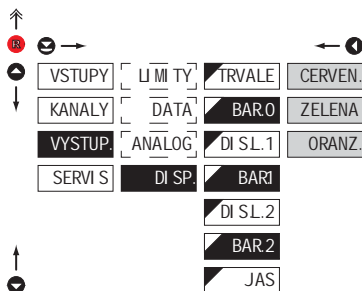 VSTUPY LIMITY TRVALE CERVEN.
KANALY DATA BAR.0 ZELENA
VYSTUP. ANALOG DISL.1 ORANZ.
SERVIS DISP. BAR1
DISL.2
BAR.2
JAS